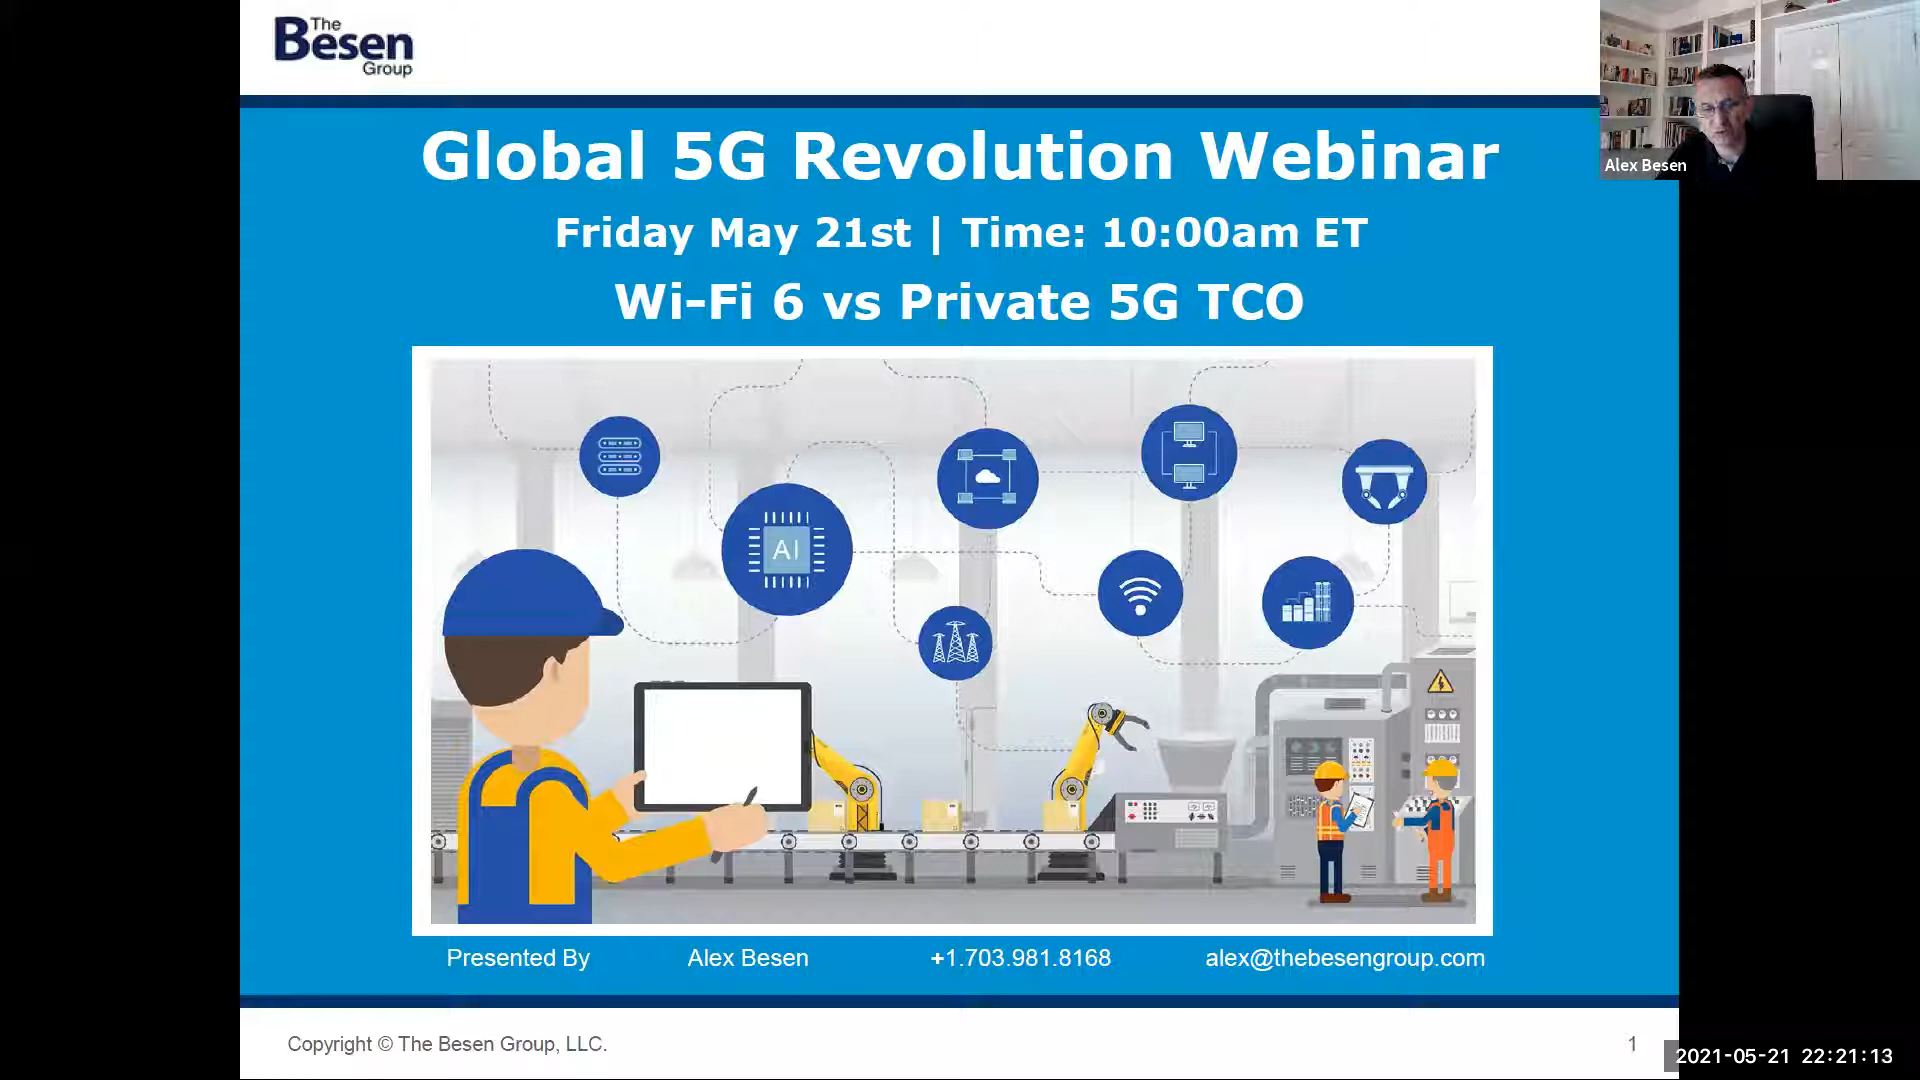 The
Besen
Group
Global 5G Revolution Webinar
Friday May 21st | Time: 10:00am ET
Wi-Fi 6 vs Private 5G TCO
AI
Presented By Alex Besen +1.703.981.8168 alex@thebesengroup.com
Copyright © The Besen Group, LLC.
1
Alex Besen
2021-05-21 22:21:13